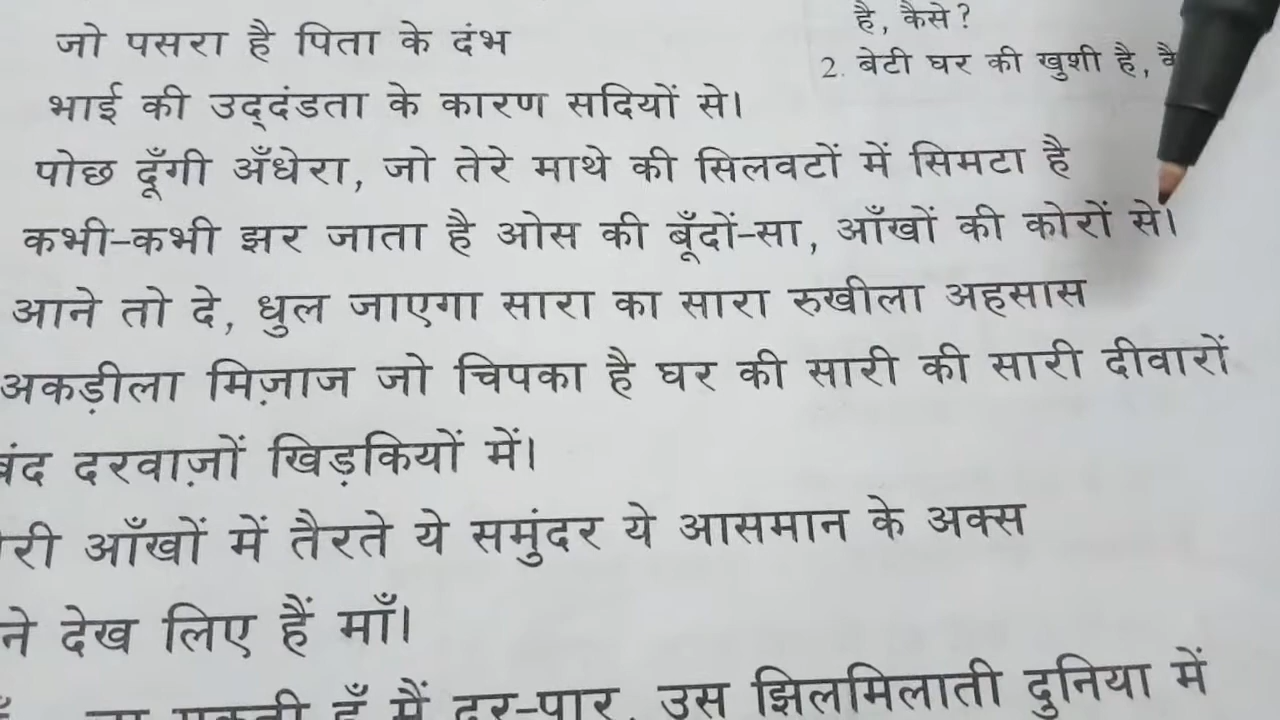 है, कैसे?
2. बेटी घर की खुशी है,
जो पसरा है पिता के दंभ
भाई की उद्‌दंडता के कारण सदियों से।
पोछ दूँगी अँधेरा, जो तेरे माथे की सिलवटों में सिमटा है
कभी-कभी झर जाता है ओस की बूँदों-सा, आँखों की कोरों से।
आने तो दे, धुल जाएगा सारा का सारा रुखीला अहसास
अकड़ीला मिज़ाज जो चिपका है घर की सारी की सारी दीवारों
बंद दरवाज़ों खिड़कियों में।
आँखों में तैरते ये समुंदर ये आसमान के अक्स
ने देख लिए हैं माँ।
हूँ मैं दूर-पार, उस झिलमिलाती दुनिया में